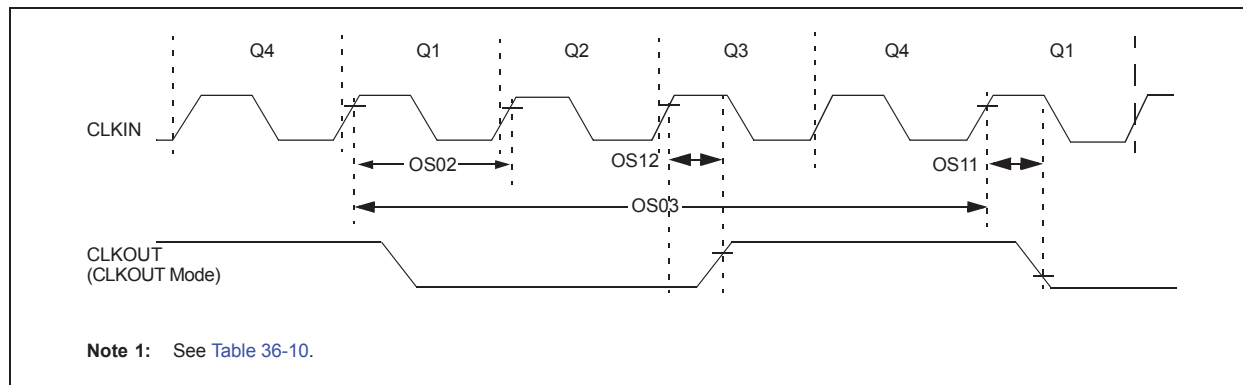 Q4 Q1 Q2 Q3 Q4 Q1
CLKIN
OS02 OS12 OS11
OS03
CLKOUT
(CLKOUT Mode)
Note 1: See Table 36-10.